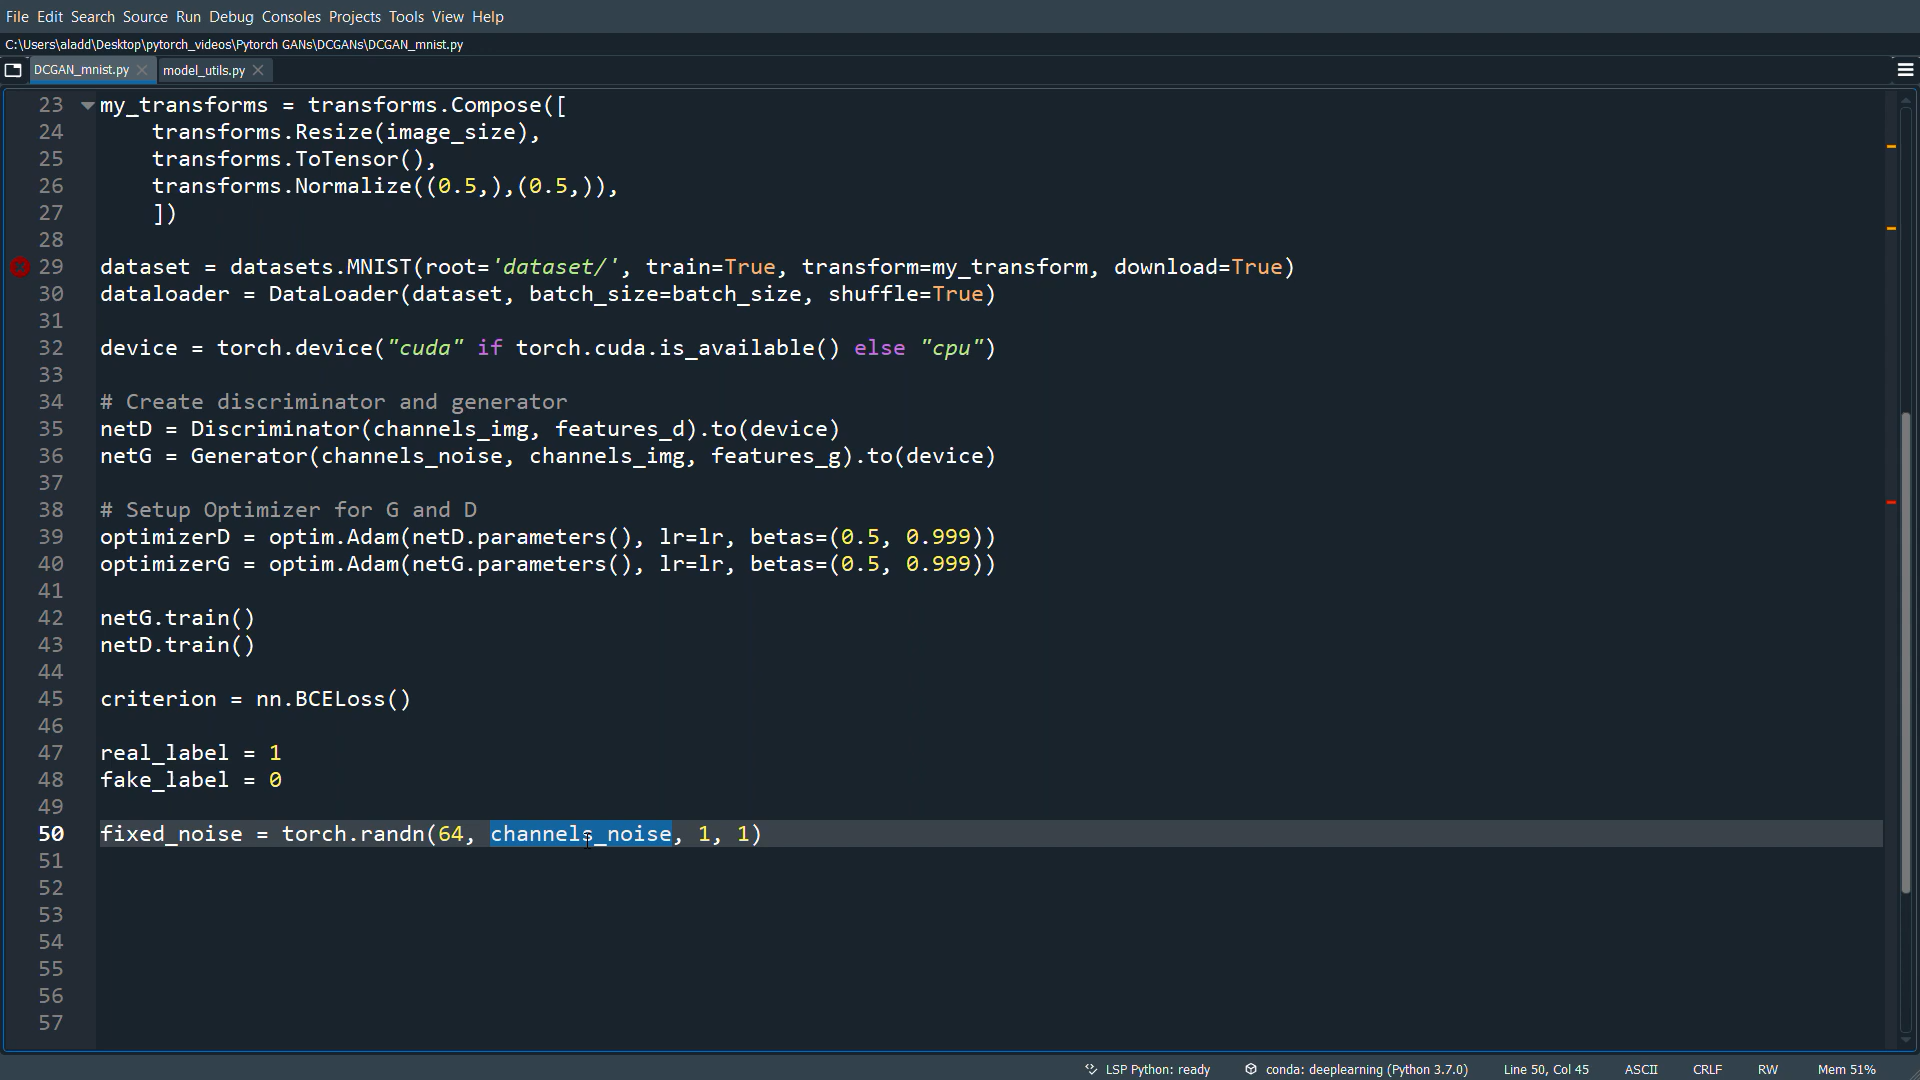 File Edit Search Source Run Debug Consoles Projects Tools View Help
C:\Users\aladd\Desktop\pytorch_videos\Pytorch GANs\DCGANs\DCGAN_mnist.py
DCGAN_mnist.py model_utils.py
23 my_transforms = transforms.Compose([
24 transforms.Resize(image_size),
25 transforms.ToTensor(),
26 transforms.Normalize((0.5,),(0.5,)),
27 ])
28
29 dataset = datasets.MNIST(root='dataset/', train=True, transform=my_transform, download=True)
30 dataloader = DataLoader(dataset, batch_size=batch_size, shuffle=True)
31
32 device = torch.device("cuda" if torch.cuda.is_available() else "cpu")
33
34 # Create discriminator and generator
35 netD = Discriminator(channels_img, features_d).to(device)
36 netG = Generator(channels_noise, channels_img, features_g).to(device)
37
38 # Setup Optimizer for G and D
39 optimizerD = optim.Adam(netD.parameters(), lr=lr, betas=(0.5, 0.999))
40 optimizerG = optim.Adam(netG.parameters(), lr=lr, betas=(0.5, 0.999))
41
42 netG.train()
43 netD.train()
44
45 criterion = nn.BCELoss()
46
47 real_label = 1
48 fake_label = 0
49
50 fixed_noise = torch.randn(64, channels_noise, 1, 1)
51
52
53
54
55
56
57
LSP Python: ready conda: deeplearning (Python 3.7.0) Line 50, Col 45 ASCII CRLF RW Mem 51%